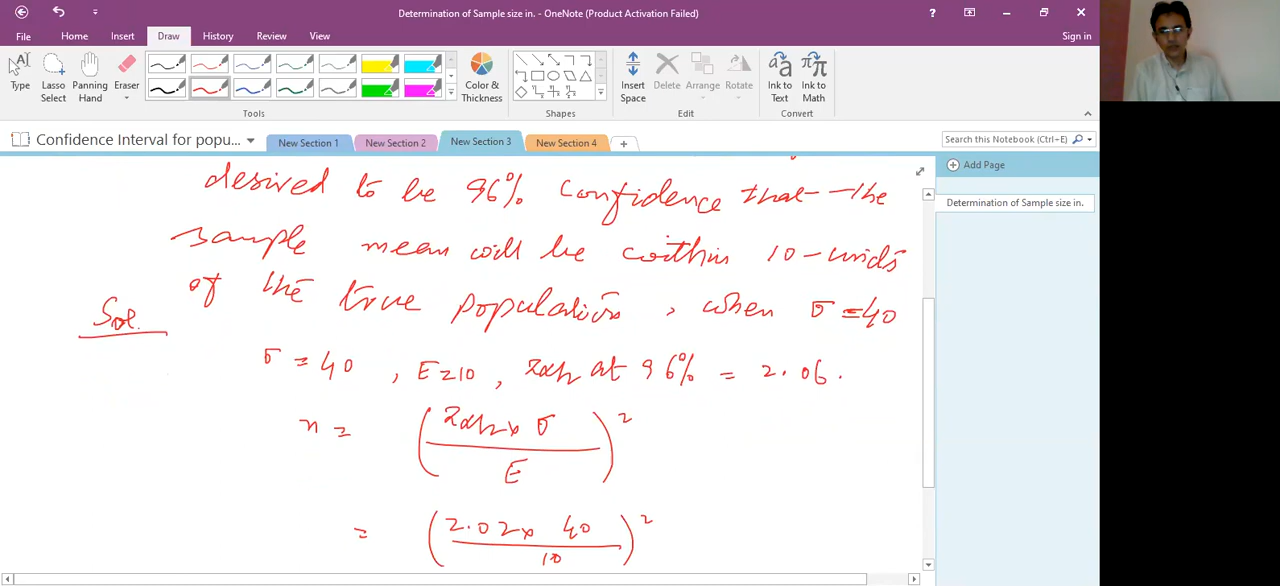 Determination of Sample size in. - OneNote (Product Activation Failed)
?
File Home Insert Draw History Review View Sign in
Type Lasso Select Panning Hand Eraser Color & Thickness Insert Space Delete Arrange Rotate Ink to Text Ink to Math
Tools Shapes Edit Convert
Confidence Interval for popu... New Section 1 New Section 2 New Section 3 New Section 4 + Search this Notebook (Ctrl+E)
Add Page
Determination of Sample size in.
desired to be 96% Confidence that the
sample mean will be within 10-units
of the true population, when σ=40
Sol.
σ = 40, E=10, Zα/2 at 96% = 2.06.
n = (Zα/2 × σ / E)²
= (2.02 × 40 / 10)²